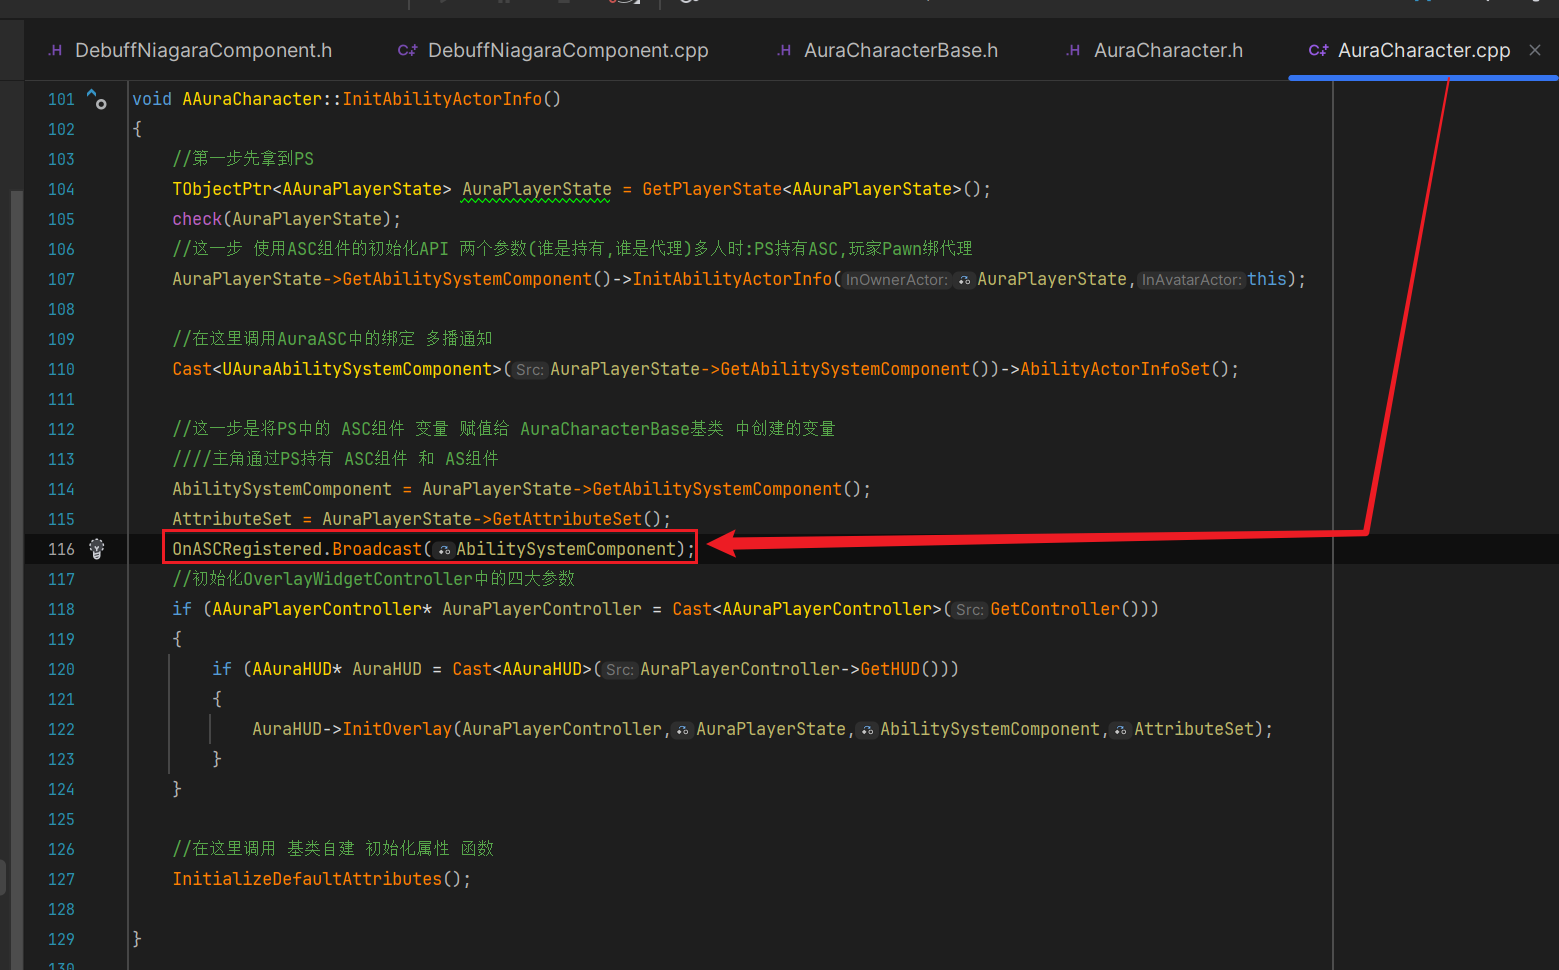 .H DebuffNiagaraComponent.h C++ DebuffNiagaraComponent.cpp .H AuraCharacterBase.h .H AuraCharacter.h C++ AuraCharacter.cpp ×
101 void AAuraCharacter::InitAbilityActorInfo()
102 {
103 //第一步先拿到PS
104 TObjectPtr<AAuraPlayerState> AuraPlayerState = GetPlayerState<AAuraPlayerState>();
105 check(AuraPlayerState);
106 //这一步 使用ASC组件的初始化API 两个参数(谁是持有,谁是代理)多人时:PS持有ASC,玩家Pawn绑代理
107 AuraPlayerState->GetAbilitySystemComponent()->InitAbilityActorInfo(InOwnerActor: AuraPlayerState,InAvatarActor: this);
108
109 //在这里调用AuraASC中的绑定 多播通知
110 Cast<UAuraAbilitySystemComponent>(Src: AuraPlayerState->GetAbilitySystemComponent())->AbilityActorInfoSet();
111
112 //这一步是将PS中的 ASC组件 变量 赋值给 AuraCharacterBase基类 中创建的变量
113 ////主角通过PS持有 ASC组件 和 AS组件
114 AbilitySystemComponent = AuraPlayerState->GetAbilitySystemComponent();
115 AttributeSet = AuraPlayerState->GetAttributeSet();
116 OnASCRegistered.Broadcast(AbilitySystemComponent);
117 //初始化OverlayWidgetController中的四大参数
118 if (AAuraPlayerController* AuraPlayerController = Cast<AAuraPlayerController>(Src: GetController()))
119 {
120 if (AAuraHUD* AuraHUD = Cast<AAuraHUD>(Src: AuraPlayerController->GetHUD()))
121 {
122 AuraHUD->InitOverlay(AuraPlayerController,AuraPlayerState,AbilitySystemComponent,AttributeSet);
123 }
124 }
125
126 //在这里调用 基类自建 初始化属性 函数
127 InitializeDefaultAttributes();
128
129 }
130